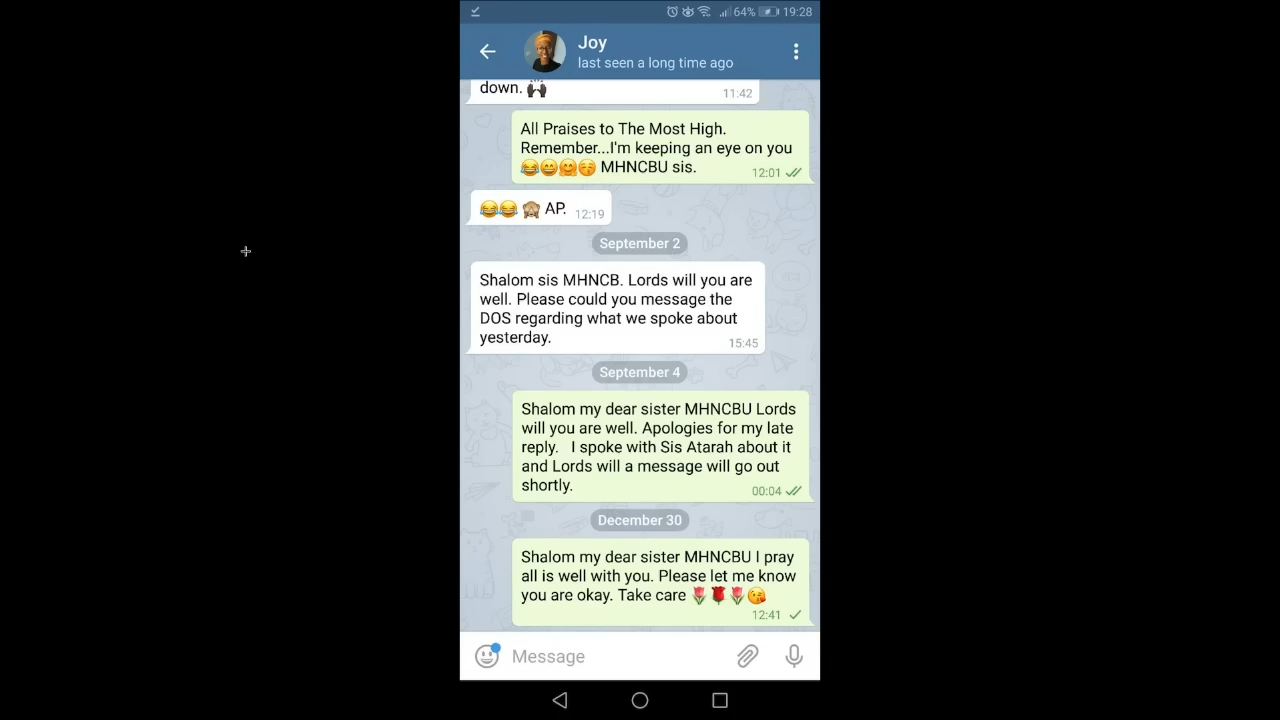 64% 19:28
Joy
last seen a long time ago
down. 🙌🏿
11:42
All Praises to The Most High.
Remember...I'm keeping an eye on you
😂😄🤗😚 MHNCBU sis.
12:01
😂😂 🙈 AP. 12:19
September 2
Shalom sis MHNCB. Lords will you are
well. Please could you message the
DOS regarding what we spoke about
yesterday.
15:45
September 4
Shalom my dear sister MHNCBU Lords
will you are well. Apologies for my late
reply.   I spoke with Sis Atarah about it
and Lords will a message will go out
shortly.
00:04
December 30
Shalom my dear sister MHNCBU I pray
all is well with you. Please let me know
you are okay. Take care 🌷🌹🌷😘
12:41
Message